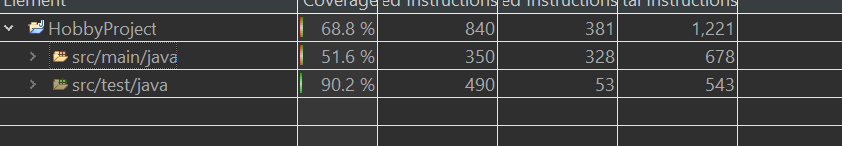 Element Coverage ed Instructions ed Instructions tal Instructions
HobbyProject 68.8 % 840 381 1,221
src/main/java 51.6 % 350 328 678
src/test/java 90.2 % 490 53 543